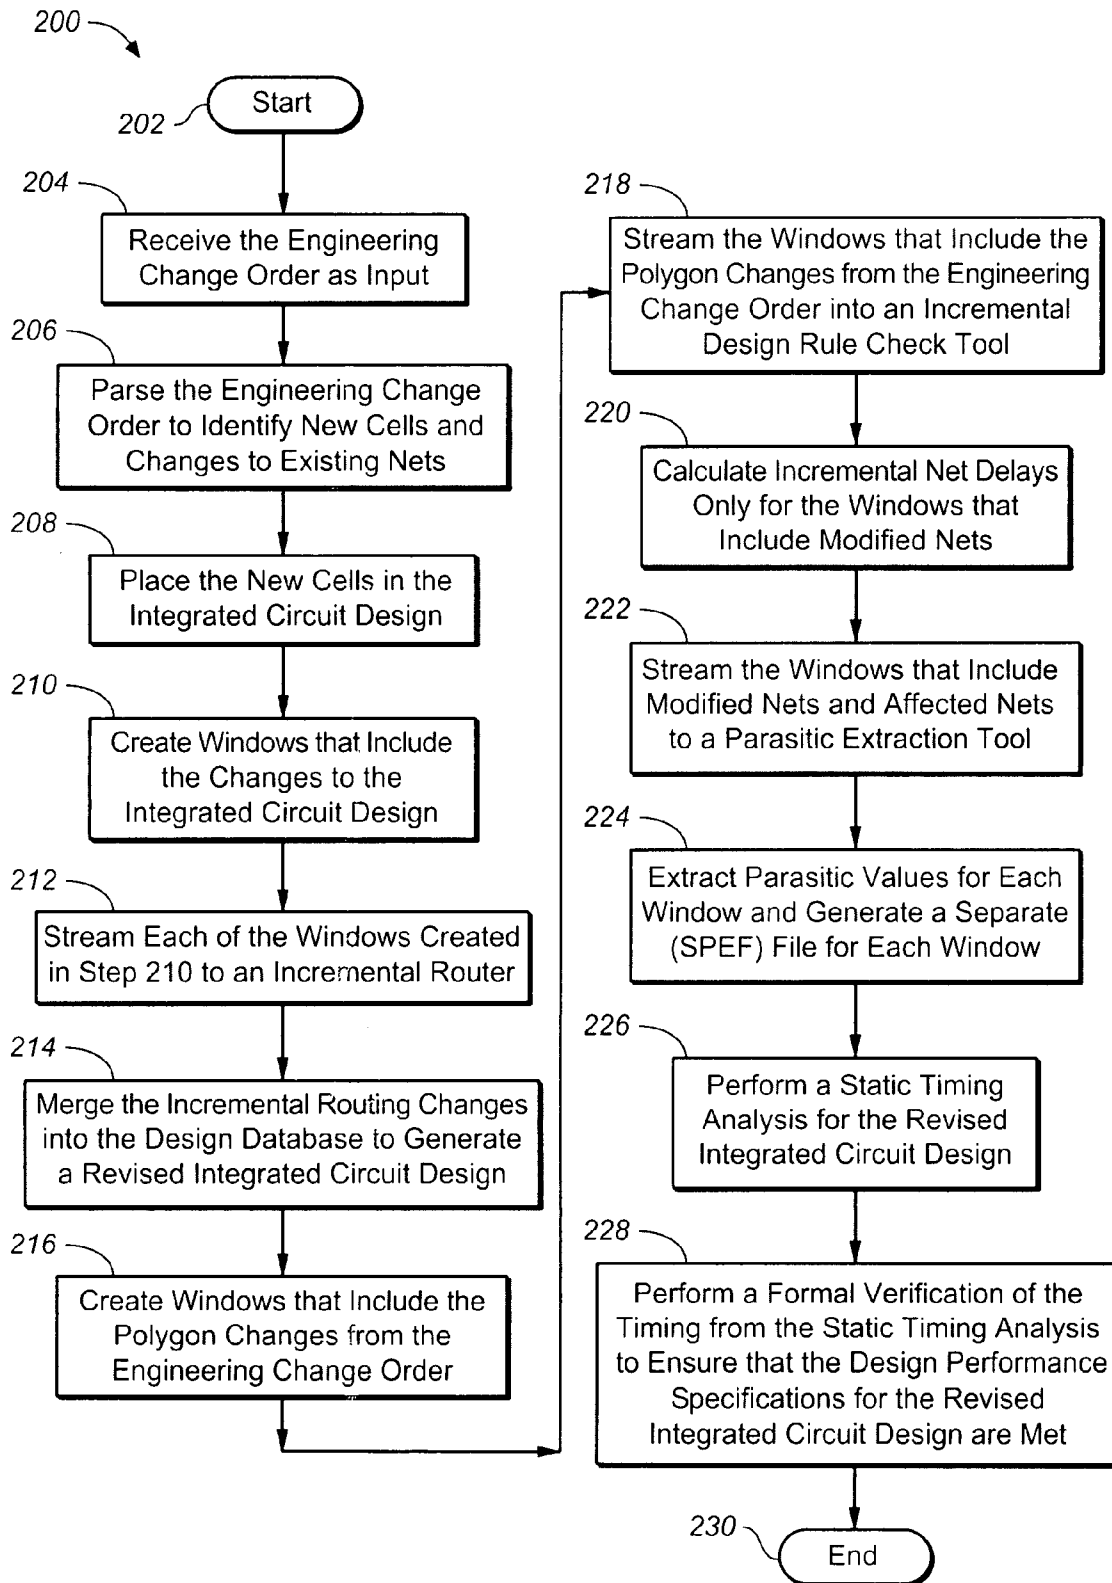 200
Start
202
204
Receive the Engineering
Change Order as Input
206
Parse the Engineering Change
Order to Identify New Cells and
Changes to Existing Nets
208
Place the New Cells in the
Integrated Circuit Design
210
Create Windows that Include
the Changes to the
Integrated Circuit Design
212
Stream Each of the Windows Created
in Step 210 to an Incremental Router
214
Merge the Incremental Routing Changes
into the Design Database to Generate
a Revised Integrated Circuit Design
216
Create Windows that Include the
Polygon Changes from the
Engineering Change Order
218
Stream the Windows that Include the
Polygon Changes from the Engineering
Change Order into an Incremental
Design Rule Check Tool
220
Calculate Incremental Net Delays
Only for the Windows that
Include Modified Nets
222
Stream the Windows that Include
Modified Nets and Affected Nets
to a Parasitic Extraction Tool
224
Extract Parasitic Values for Each
Window and Generate a Separate
(SPEF) File for Each Window
226
Perform a Static Timing
Analysis for the Revised
Integrated Circuit Design
228
Perform a Formal Verification of the
Timing from the Static Timing Analysis
to Ensure that the Design Performance
Specifications for the Revised
Integrated Circuit Design are Met
230
End